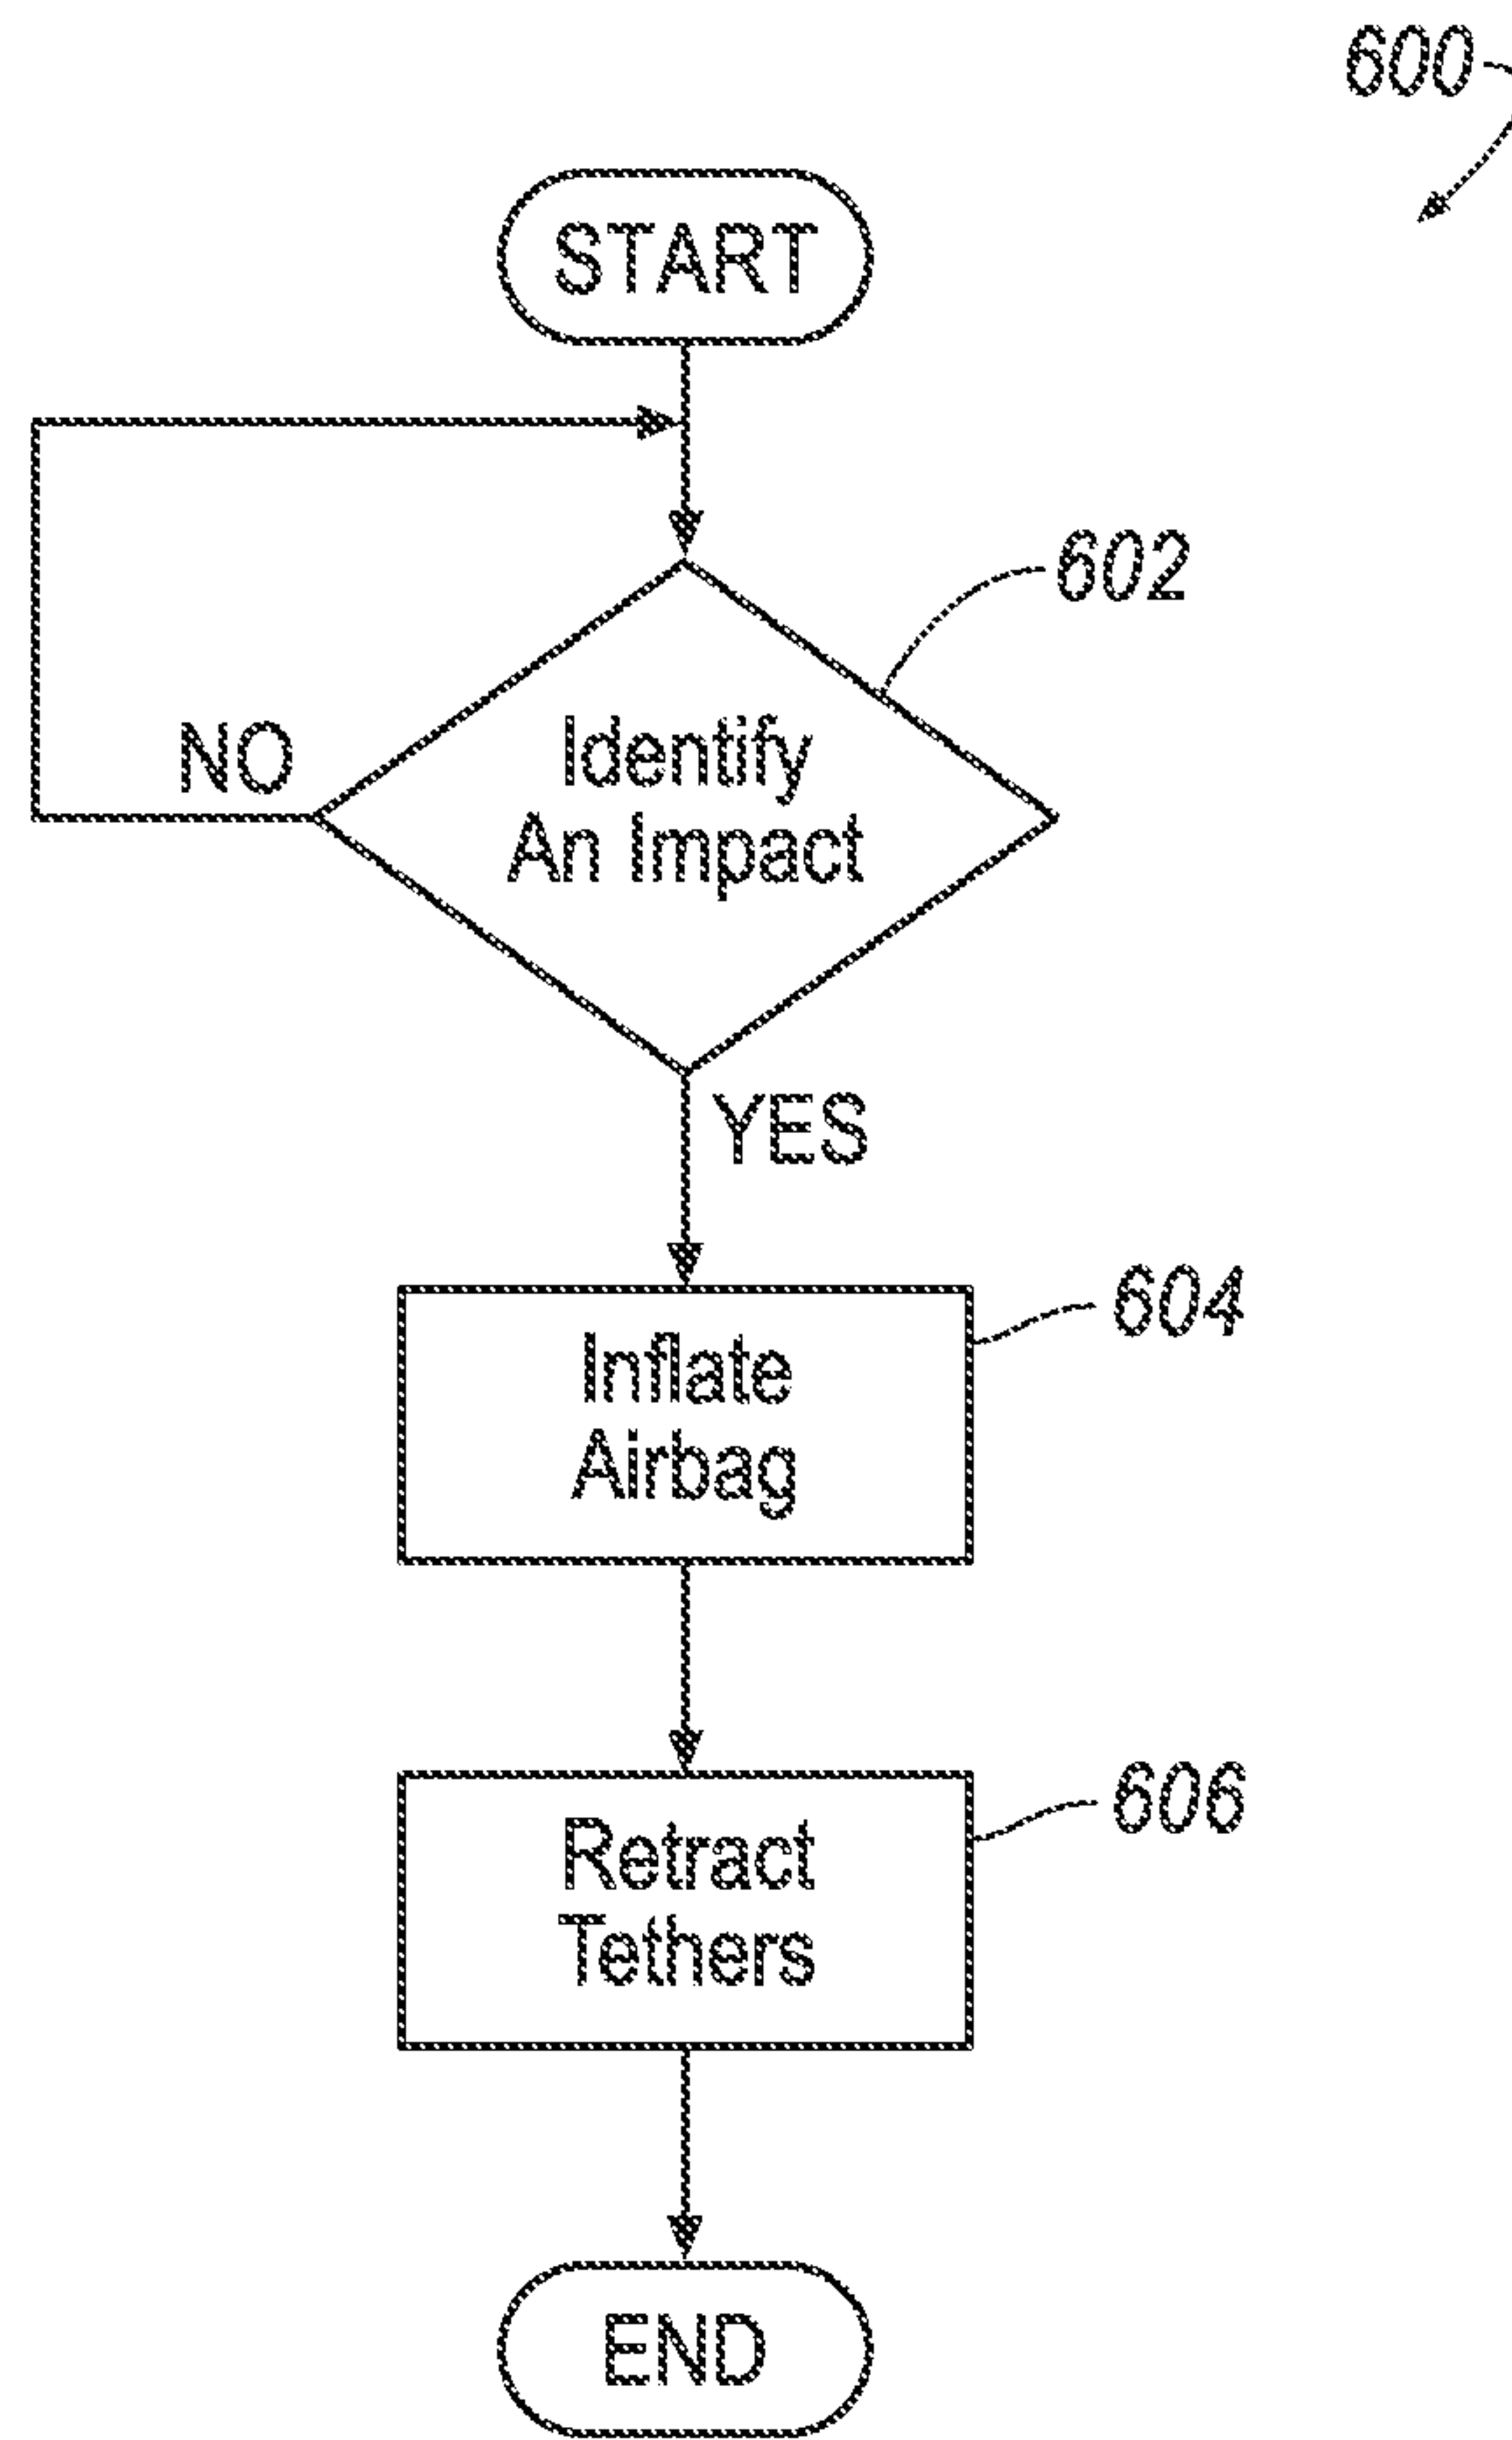 600
START
602
NO
Identify
An Impact
YES
604
Inflate
Airbag
606
Retract
Tethers
END